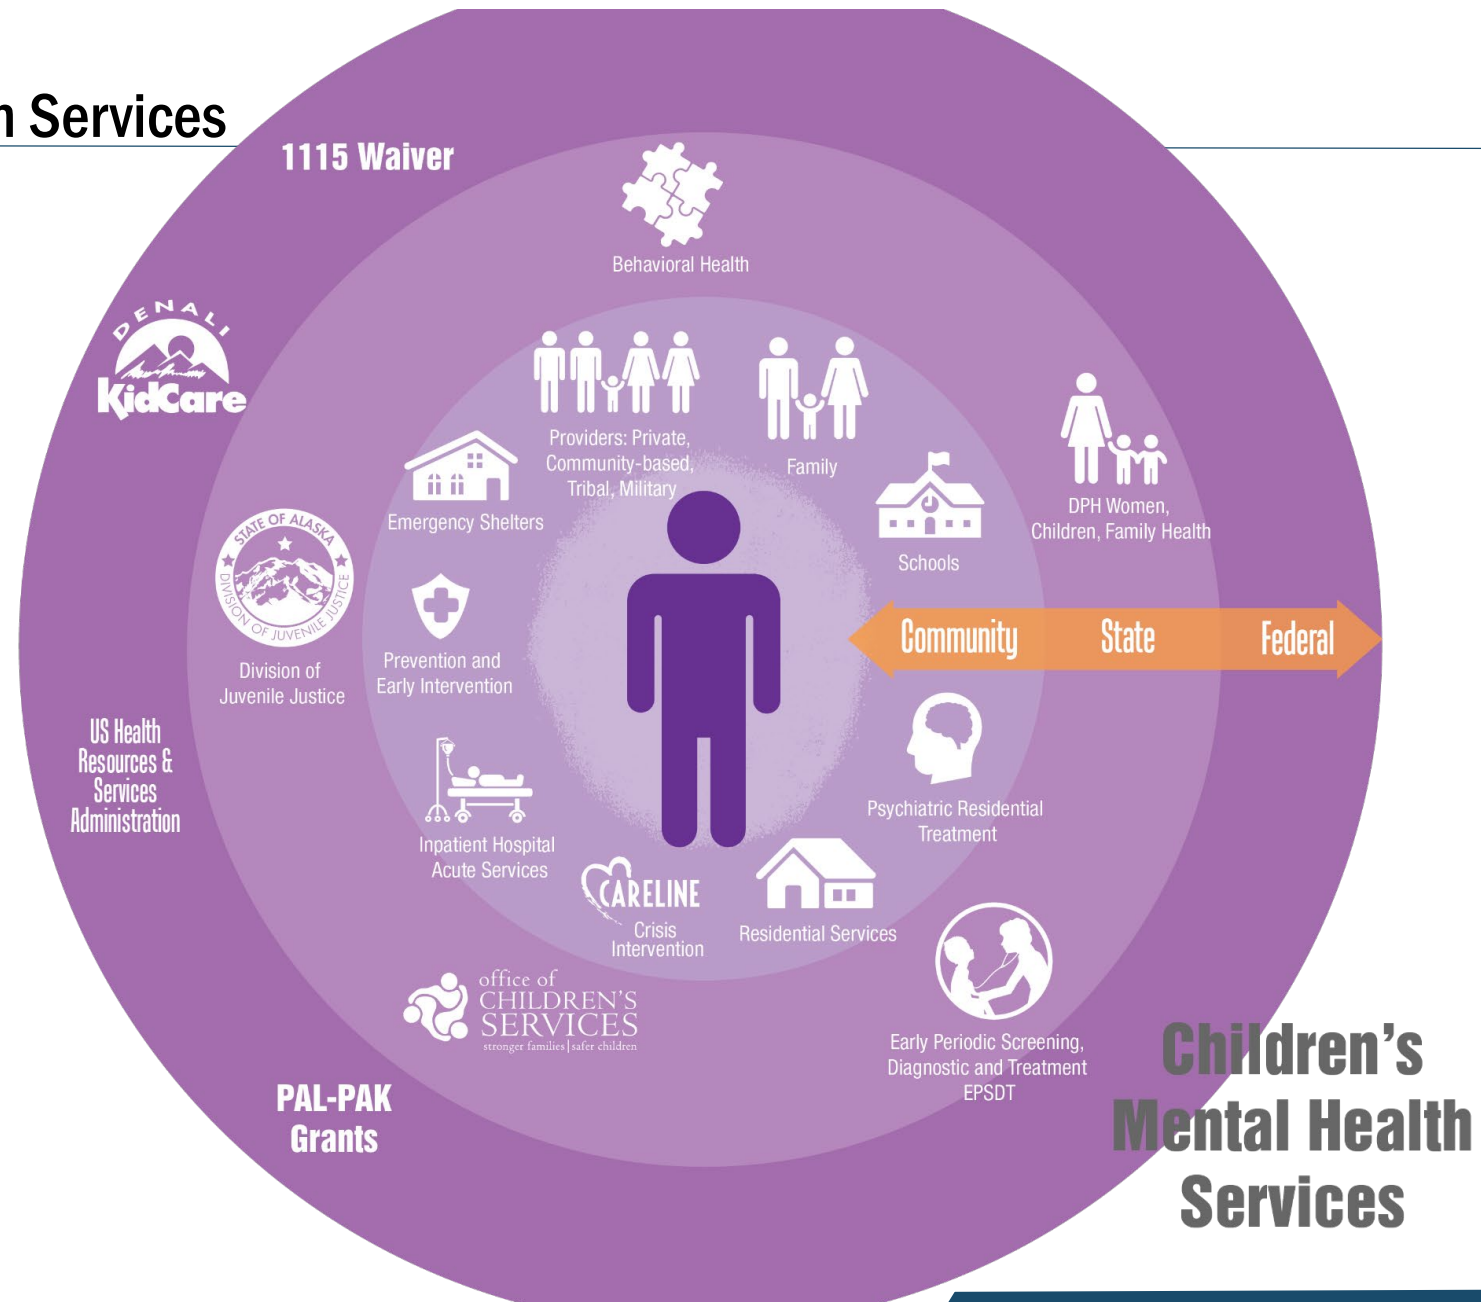 n Services
1115 Waiver
Behavioral Health
DENALI
KidCare
Providers: Private,
Community-based,
Tribal, Military
Family
Emergency Shelters
Schools
DPH Women,
Children, Family Health
STATE OF ALASKA
DIVISION OF JUVENILE JUSTICE
Division of
Juvenile Justice
Prevention and
Early Intervention
Community State Federal
US Health
Resources &
Services
Administration
Inpatient Hospital
Acute Services
Psychiatric Residential
Treatment
CARELINE
Crisis
Intervention
Residential Services
office of
CHILDREN'S
SERVICES
stronger families | safer children
Early Periodic Screening,
Diagnostic and Treatment
EPSDT
PAL-PAK
Grants
Children’s
Mental Health
Services